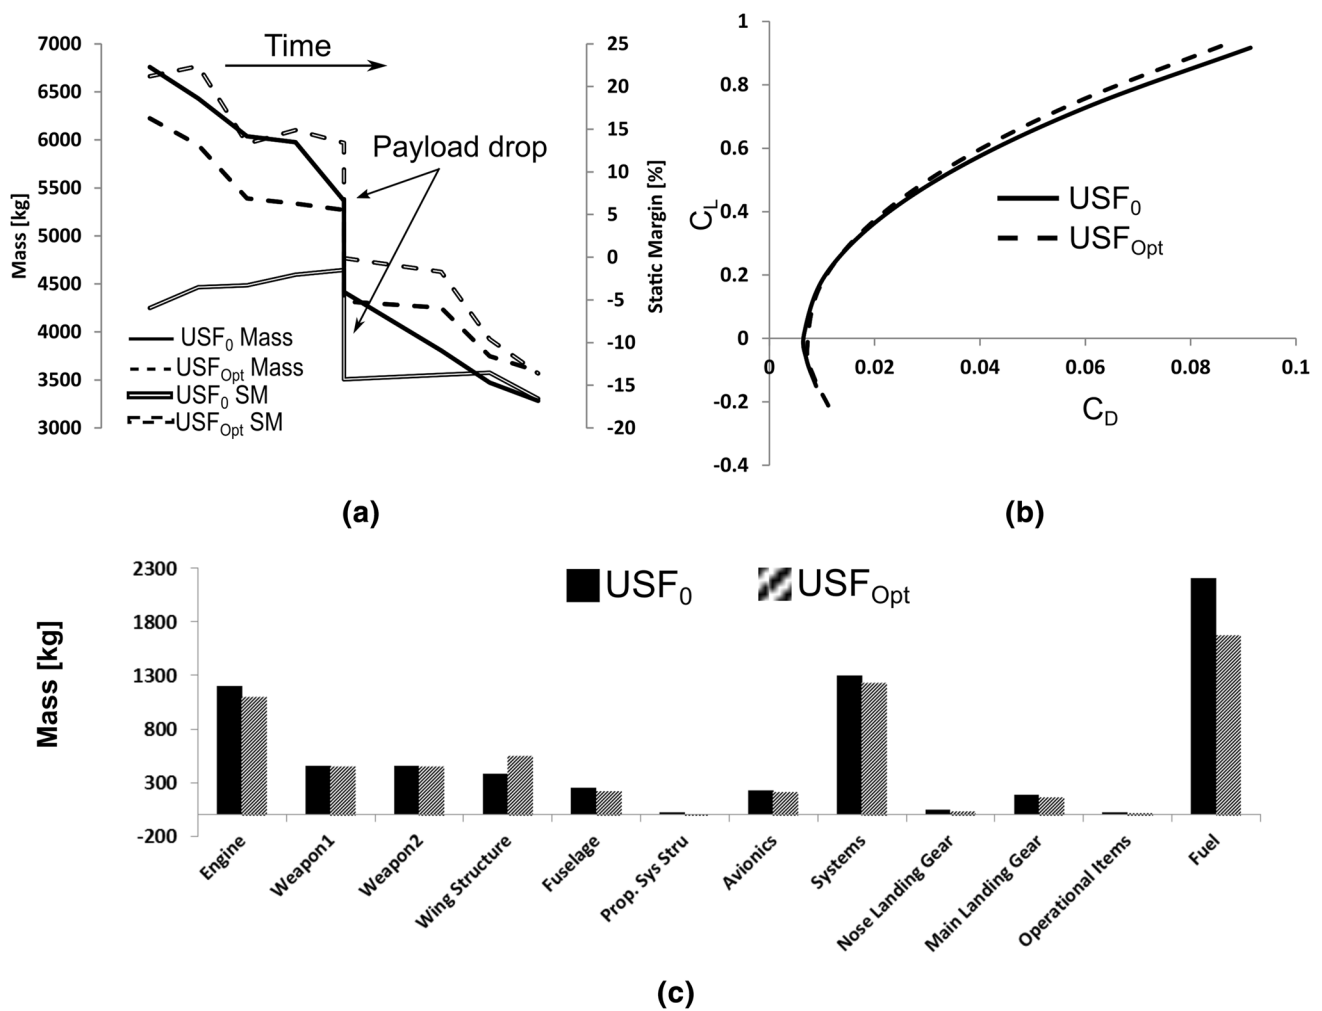 Time
7000
6500
6000
5500
5000
4500
4000
3500
3000
Mass [kg]
25
20
15
10
5
0
-5
-10
-15
-20
Static Margin [%]
Payload drop
USF0 Mass
USFOpt Mass
USF0 SM
USFOpt SM
(a)
1
0.8
0.6
0.4
0.2
0
-0.2
-0.4
CL
0
0.02
0.04
0.06
0.08
0.1
CD
USF0
USFOpt
(b)
2300
1800
1300
800
300
-200
Mass [kg]
USF0
USFOpt
Engine
Weapon1
Weapon2
Wing Structure
Fuselage
Prop. Sys Stru
Avionics
Systems
Nose Landing Gear
Main Landing Gear
Operational Items
Fuel
(c)